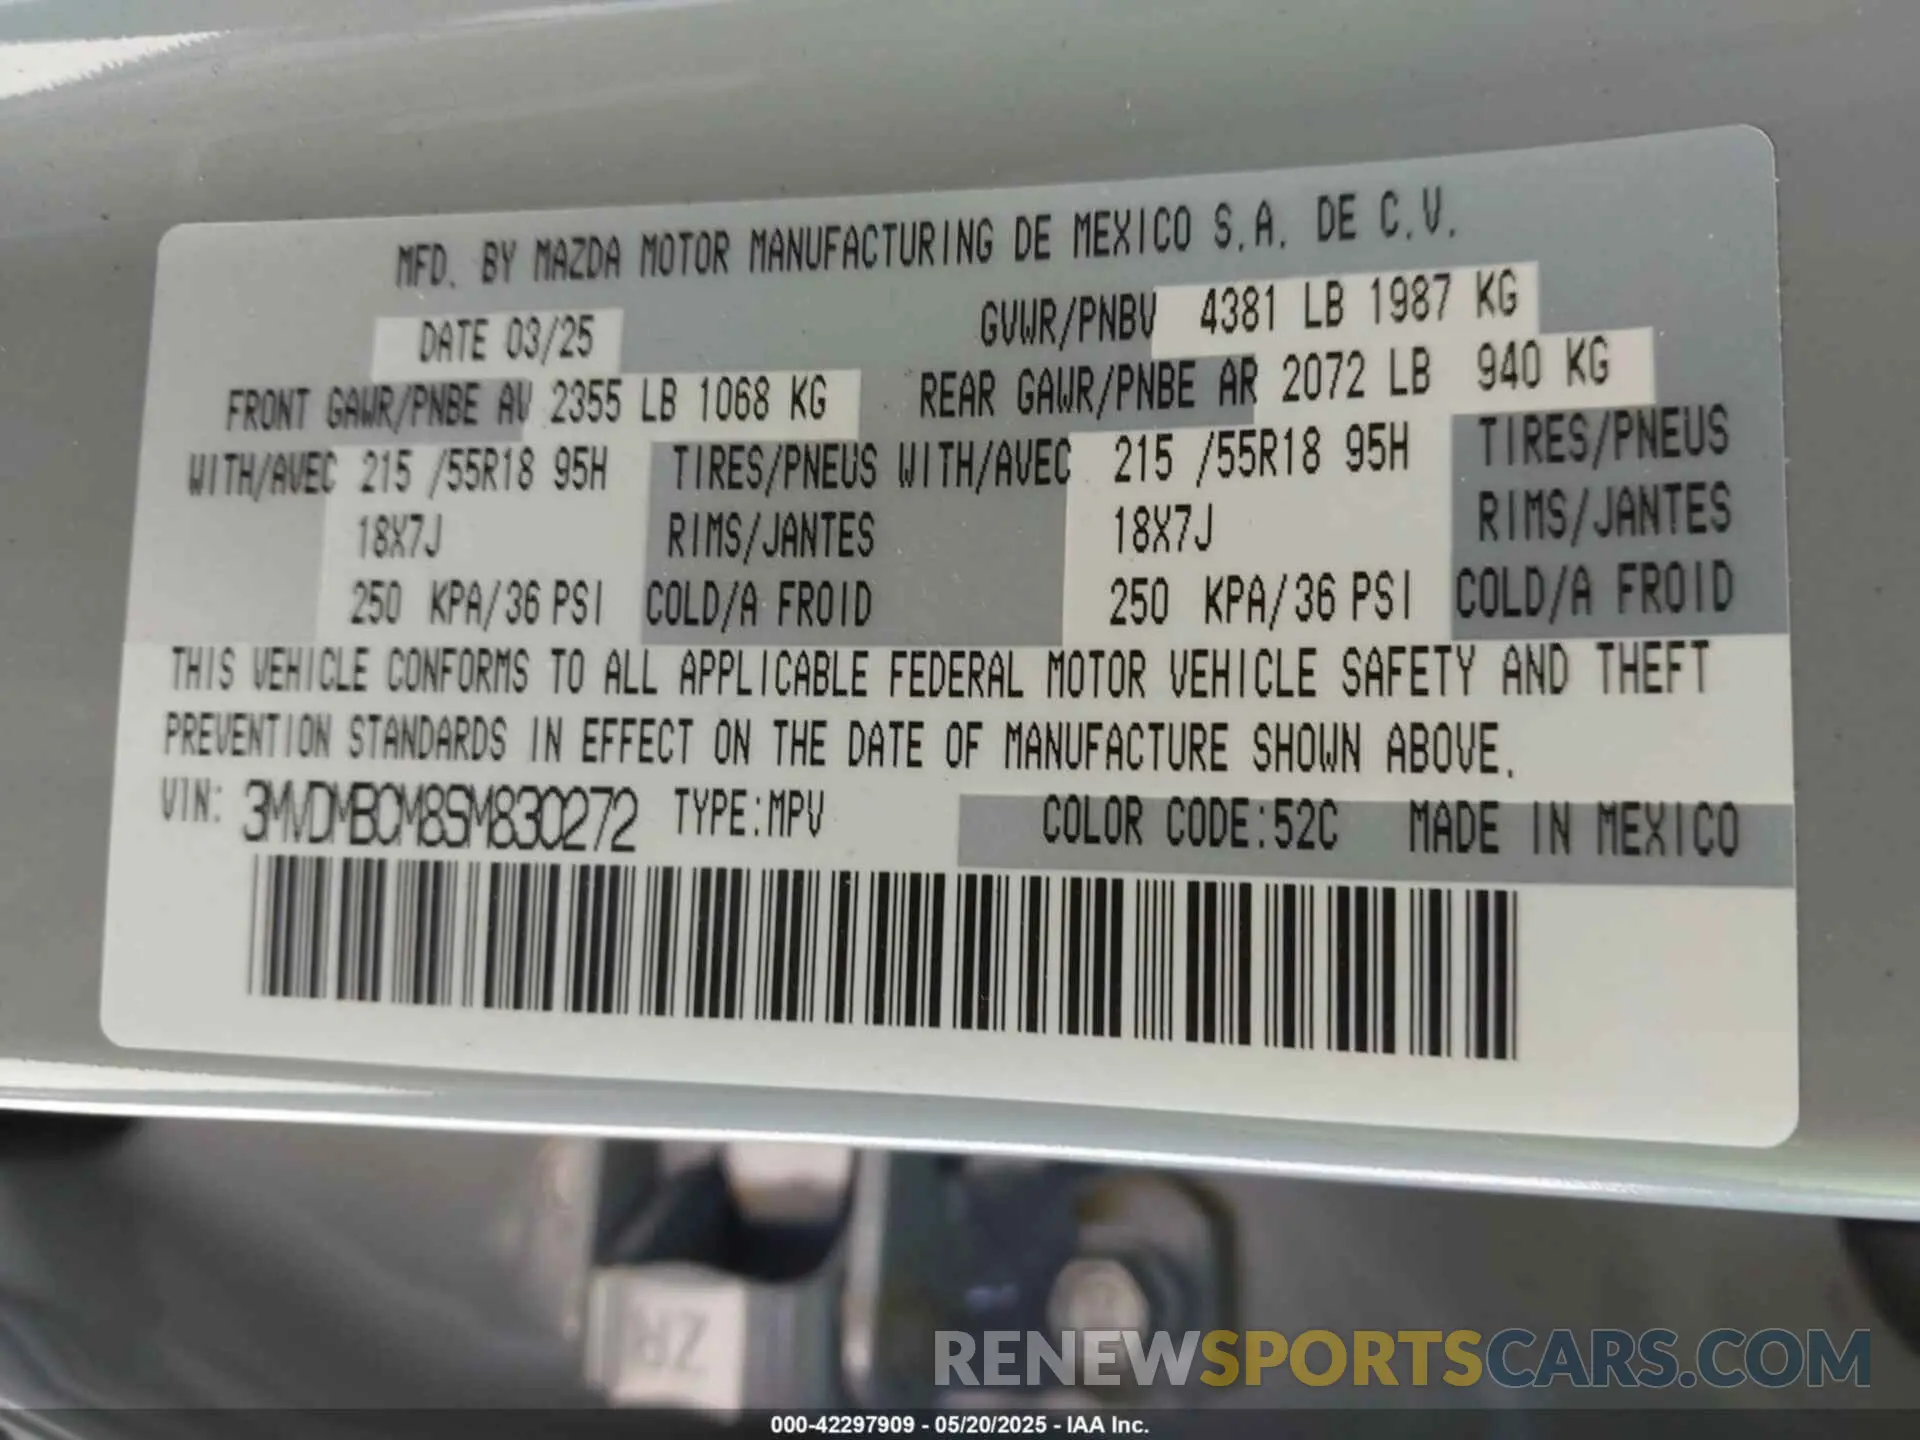 MFD. BY MAZDA MOTOR MANUFACTURING DE MEXICO S.A. DE C.V.
DATE 03/25 GVWR/PNBV 4381 LB 1987 KG
FRONT GAWR/PNBE AV 2355 LB 1068 KG REAR GAWR/PNBE AR 2072 LB 940 KG
WITH/AVEC 215 /55R18 95H TIRES/PNEUS WITH/AVEC 215 /55R18 95H TIRES/PNEUS
18X7J RIMS/JANTES 18X7J RIMS/JANTES
250 KPA/36 PSI COLD/A FROID 250 KPA/36 PSI COLD/A FROID
THIS VEHICLE CONFORMS TO ALL APPLICABLE FEDERAL MOTOR VEHICLE SAFETY AND THEFT
PREVENTION STANDARDS IN EFFECT ON THE DATE OF MANUFACTURE SHOWN ABOVE.
VIN: 3MVDMBCM8SM830272 TYPE:MPV COLOR CODE:52C MADE IN MEXICO
RENEWSPORTSCARS.COM
000-42297909 - 05/20/2025 - IAA Inc.